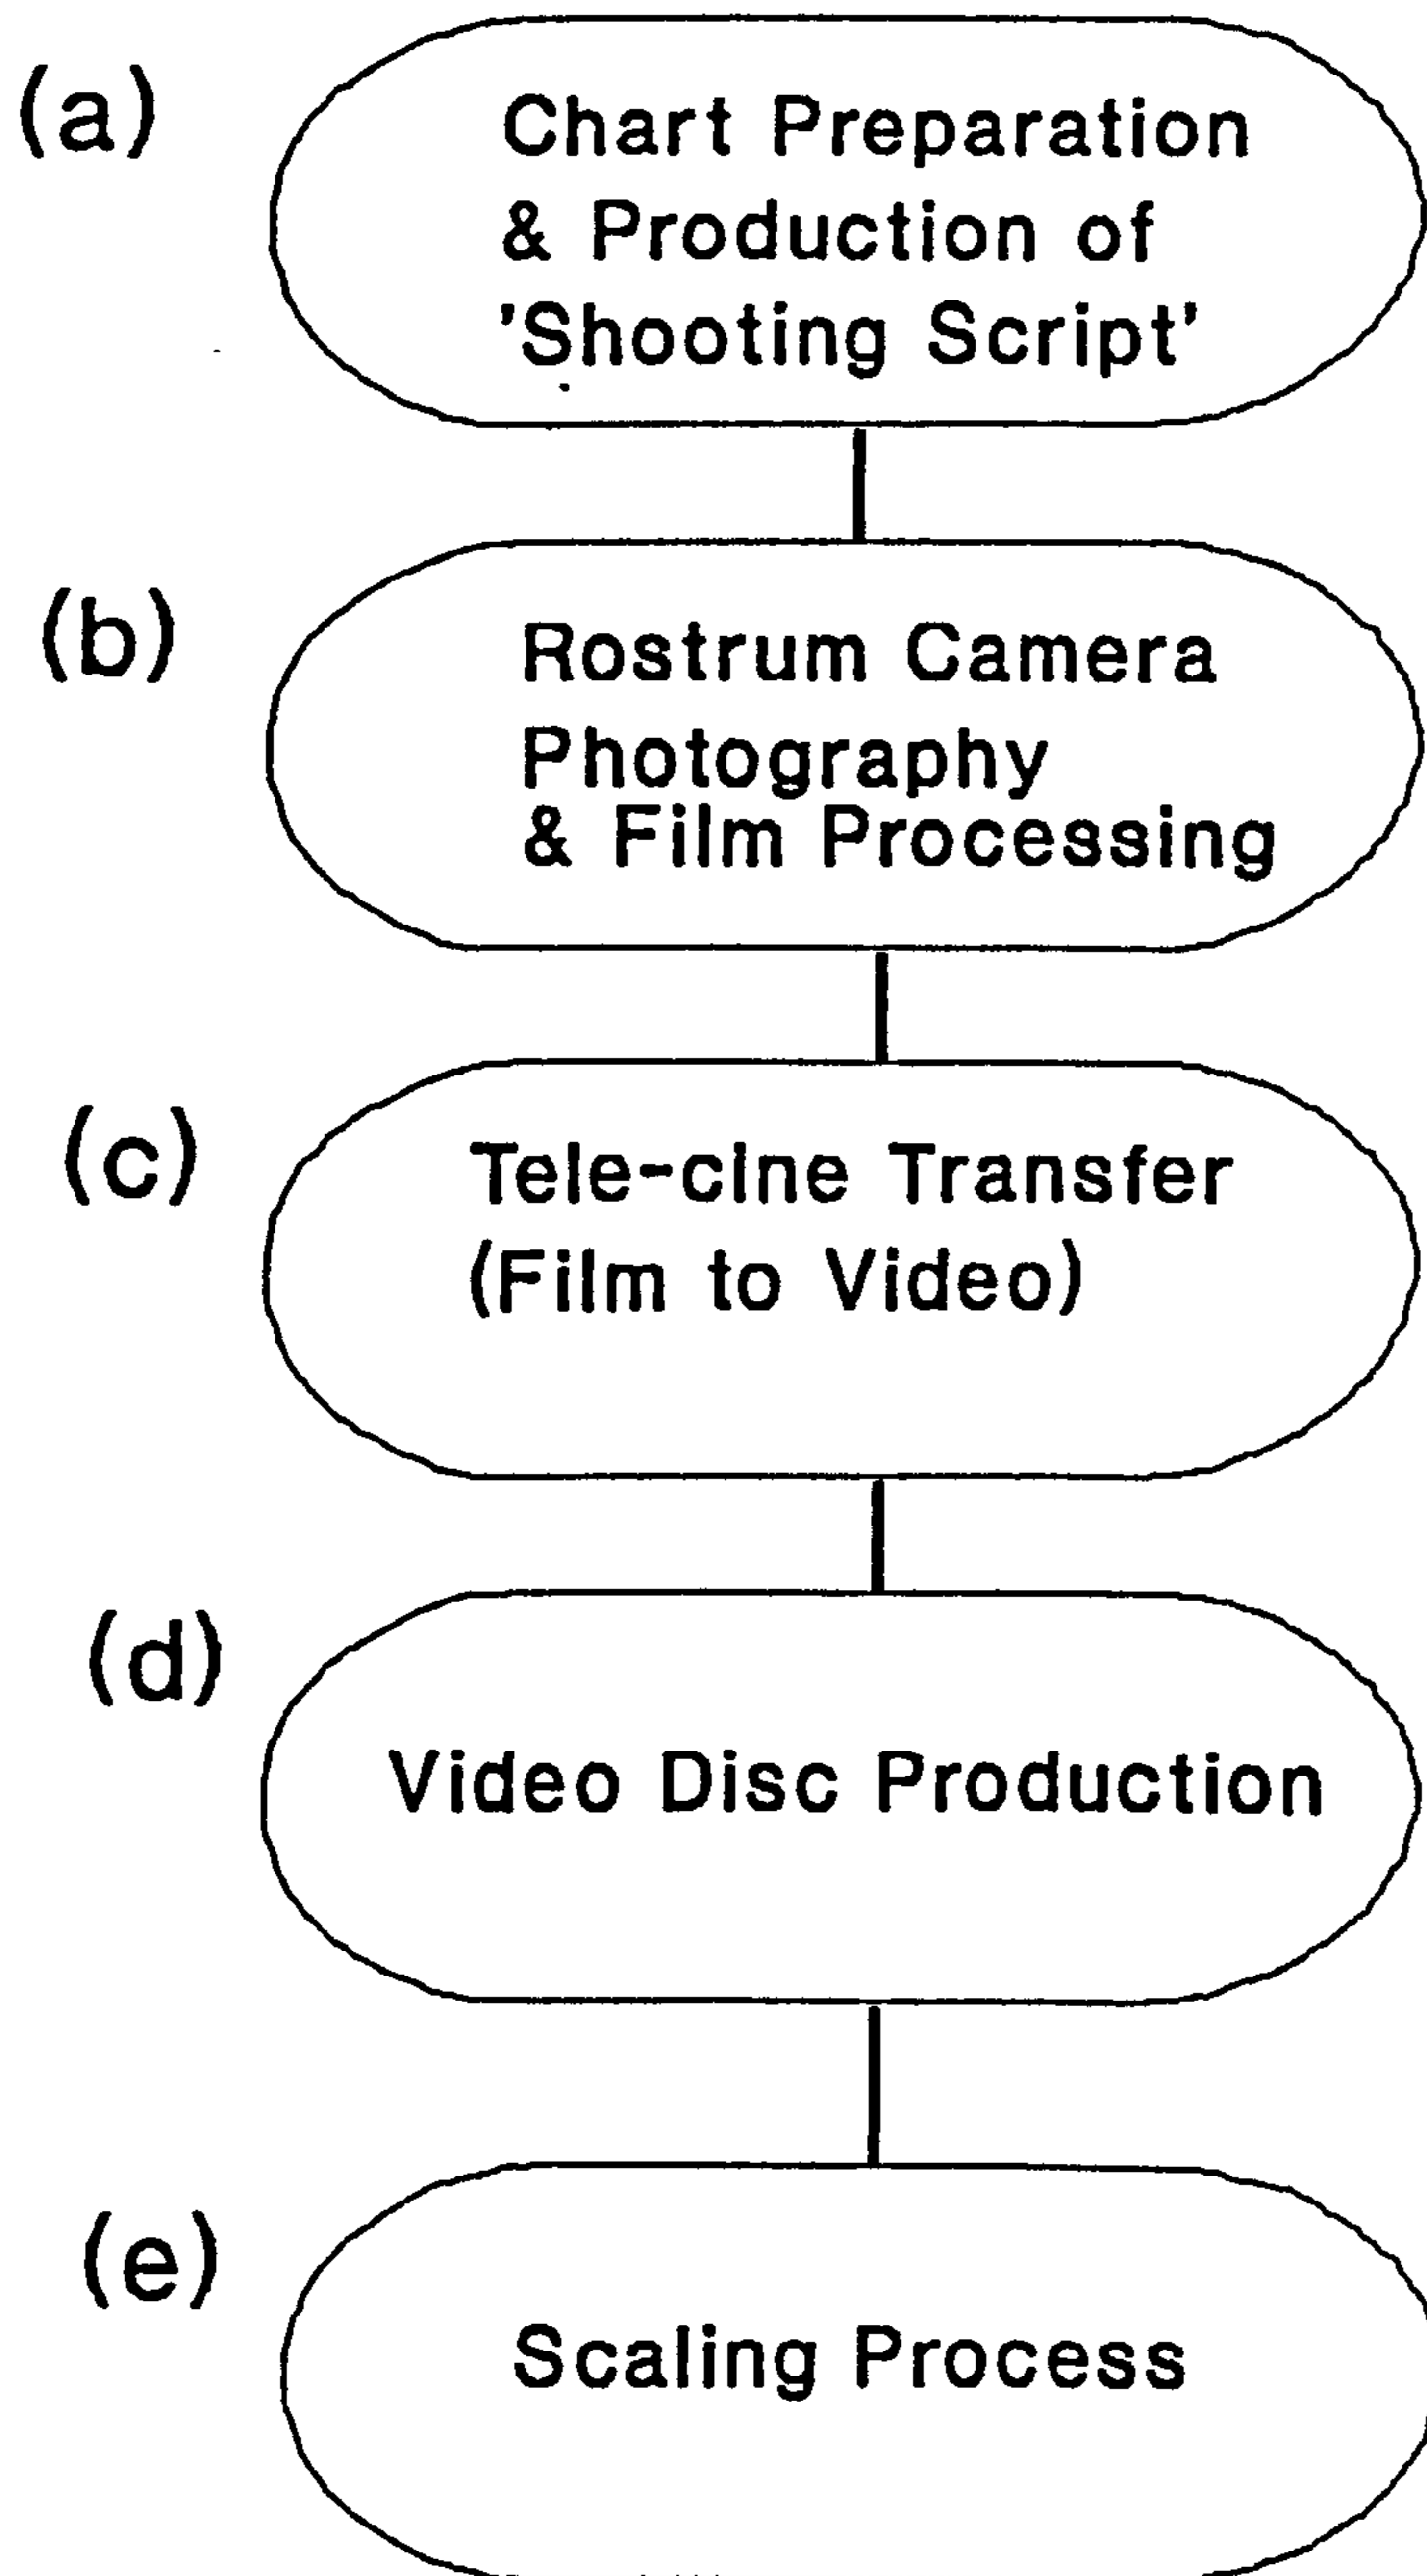 (a)
Chart Preparation
& Production of
'Shooting Script'
(b)
Rostrum Camera
Photography
& Film Processing
(c)
Tele-cine Transfer
(Film to Video)
(d)
Video Disc Production
(e)
Scaling Process